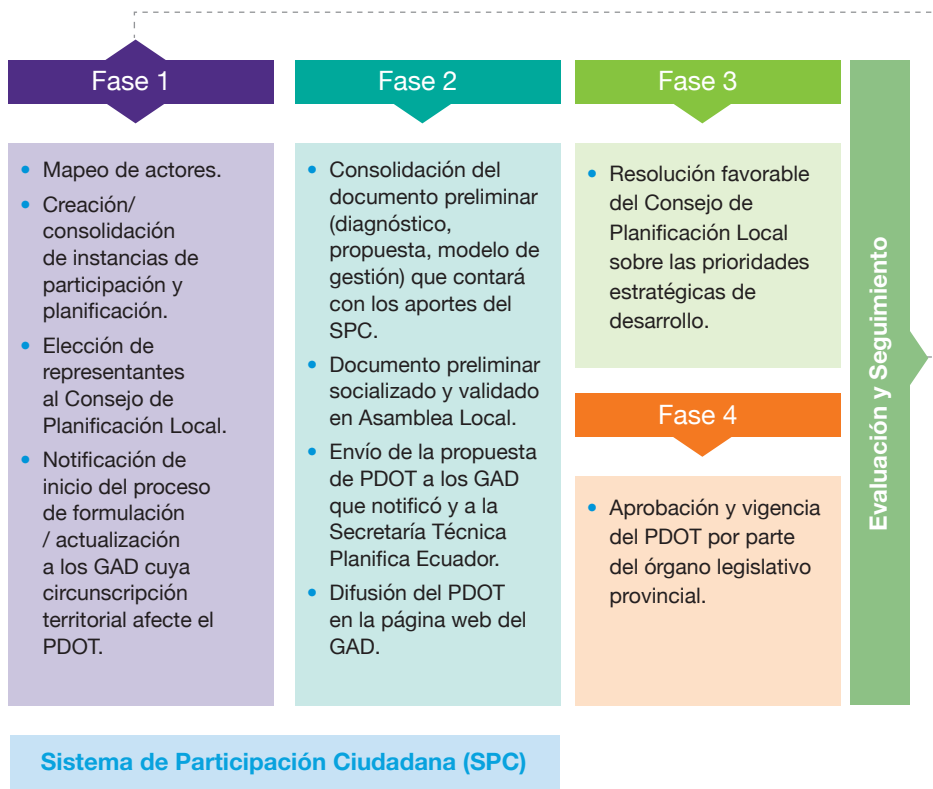 Fase 1
• Mapeo de actores.
• Creación/
consolidación
de instancias de
participación y
planificación.
• Elección de
representantes
al Consejo de
Planificación Local.
• Notificación de
inicio del proceso
de formulación
/ actualización
a los GAD cuya
circunscripción
territorial afecte el
PDOT.
Fase 2
• Consolidación del
documento preliminar
(diagnóstico,
propuesta, modelo de
gestión) que contará
con los aportes del
SPC.
• Documento preliminar
socializado y validado
en Asamblea Local.
• Envío de la propuesta
de PDOT a los GAD
que notificó y a la
Secretaría Técnica
Planifica Ecuador.
• Difusión del PDOT
en la página web del
GAD.
Fase 3
• Resolución favorable
del Consejo de
Planificación Local
sobre las prioridades
estratégicas de
desarrollo.
Fase 4
• Aprobación y vigencia
del PDOT por parte
del órgano legislativo
provincial.
Evaluación y Seguimiento
Sistema de Participación Ciudadana (SPC)